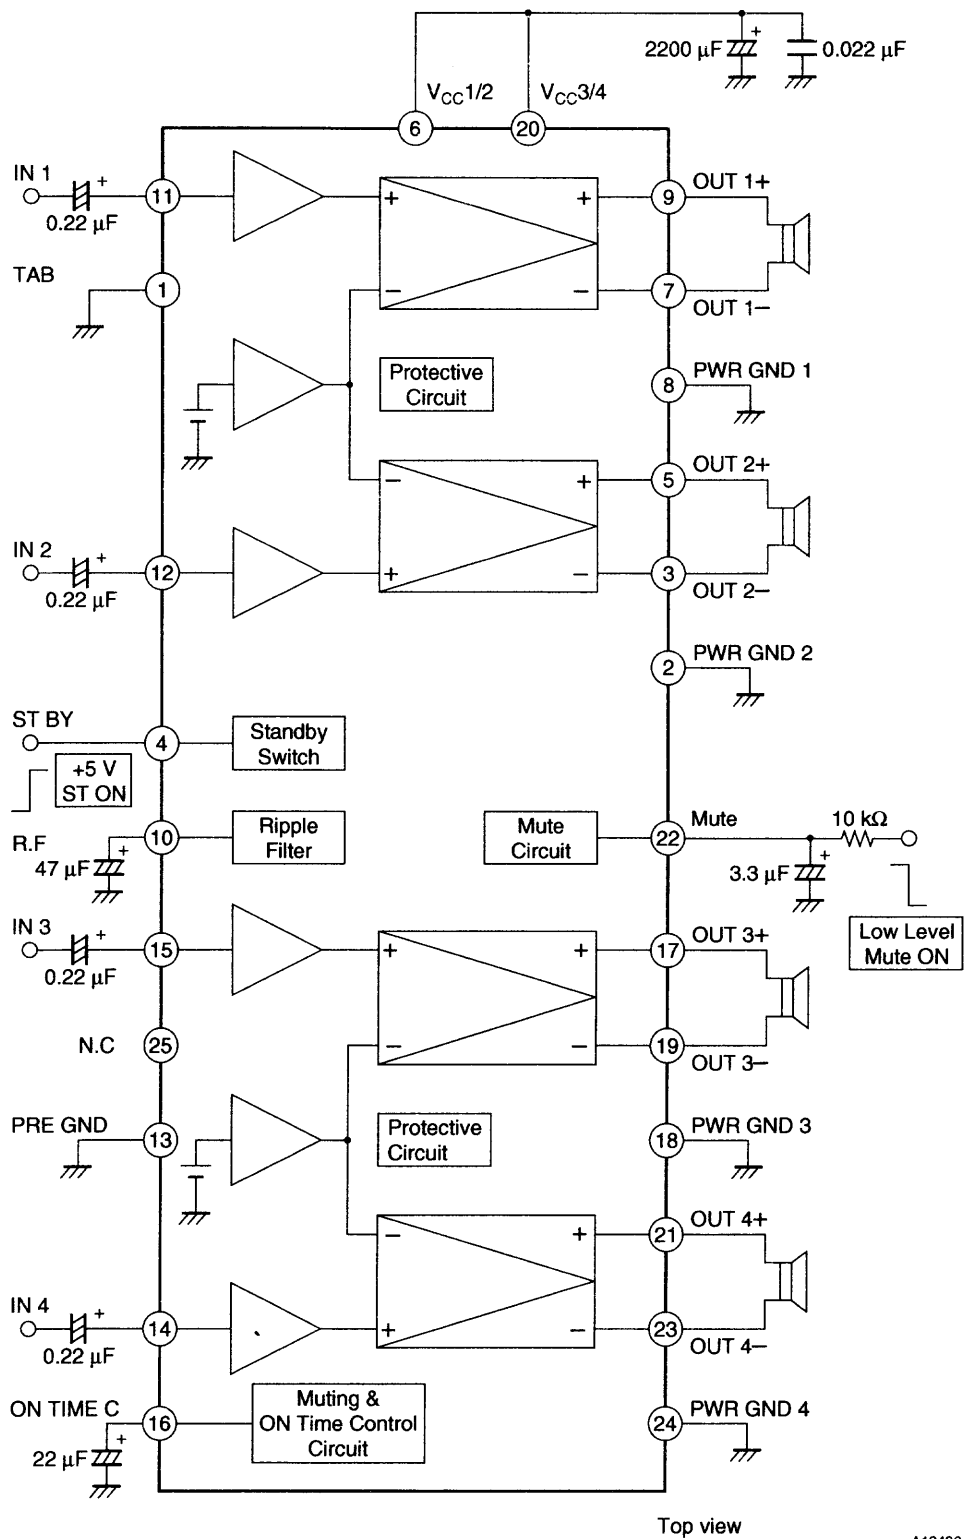 2200 µF
+
0.022 µF
VCC1/2
VCC3/4
6
20
IN 1
+
0.22 µF
11
+
+
9
OUT 1+
TAB
1
−
−
7
OUT 1−
Protective
Circuit
8
PWR GND 1
−
+
5
OUT 2+
IN 2
+
0.22 µF
12
+
−
3
OUT 2−
2
PWR GND 2
ST BY
4
Standby
Switch
+5 V
ST ON
R.F
47 µF
+
10
Ripple
Filter
Mute
Circuit
22
Mute
10 kΩ
3.3 µF
+
Low Level
Mute ON
IN 3
+
0.22 µF
15
+
+
17
OUT 3+
N.C
25
−
−
19
OUT 3−
PRE GND
13
Protective
Circuit
18
PWR GND 3
−
+
21
OUT 4+
IN 4
+
0.22 µF
14
+
−
23
OUT 4−
ON TIME C
22 µF
+
16
Muting &
ON Time Control
Circuit
24
PWR GND 4
Top view